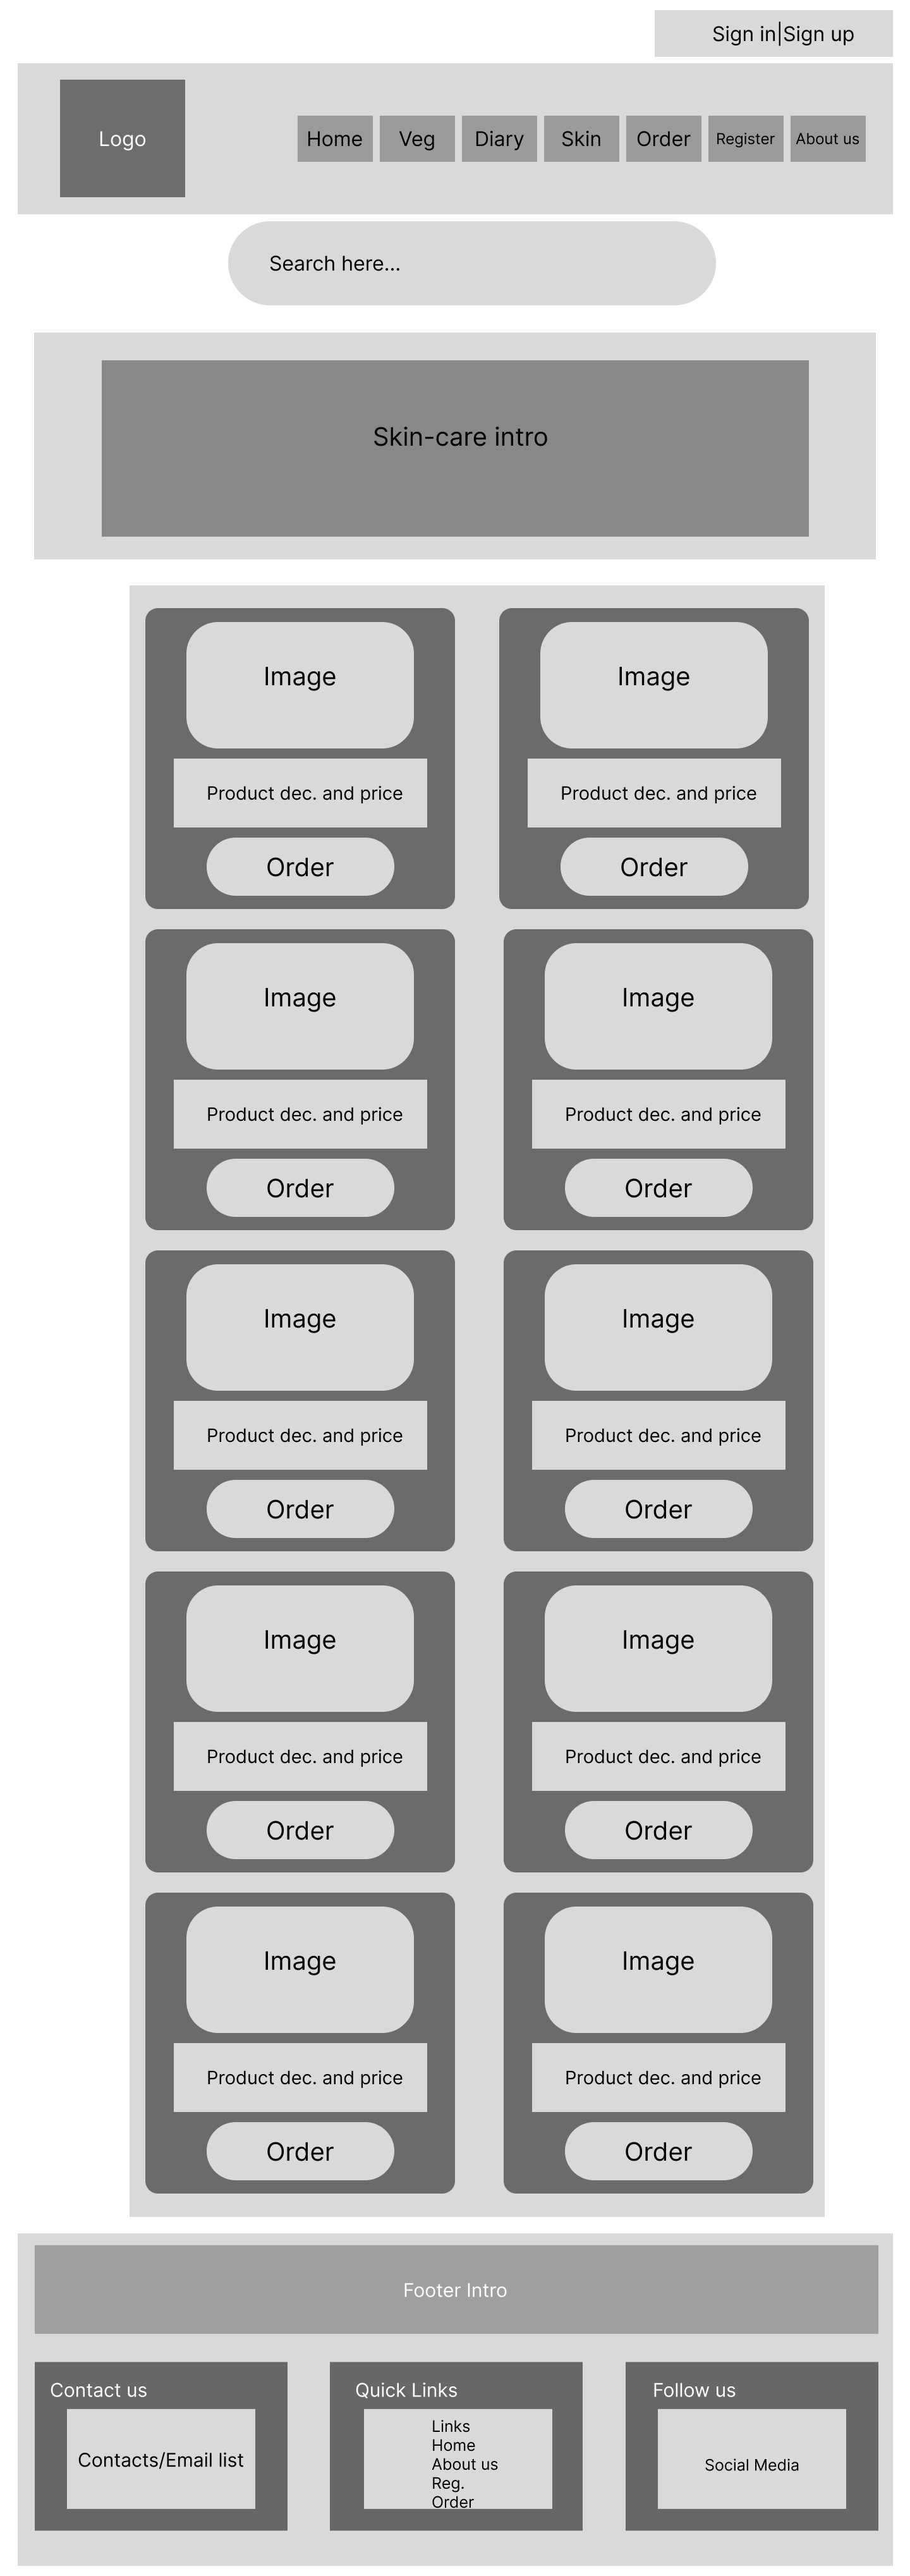 Sign in|Sign up
Logo
Home
Veg
Diary
Skin
Order
Register
About us
Search here...
Skin-care intro
Image
Image
Product dec. and price
Product dec. and price
Order
Order
Image
Image
Product dec. and price
Product dec. and price
Order
Order
Image
Image
Product dec. and price
Product dec. and price
Order
Order
Image
Image
Product dec. and price
Product dec. and price
Order
Order
Image
Image
Product dec. and price
Product dec. and price
Order
Order
Footer Intro
Contact us
Contacts/Email list
Quick Links
Links
Home
About us
Reg.
Order
Follow us
Social Media